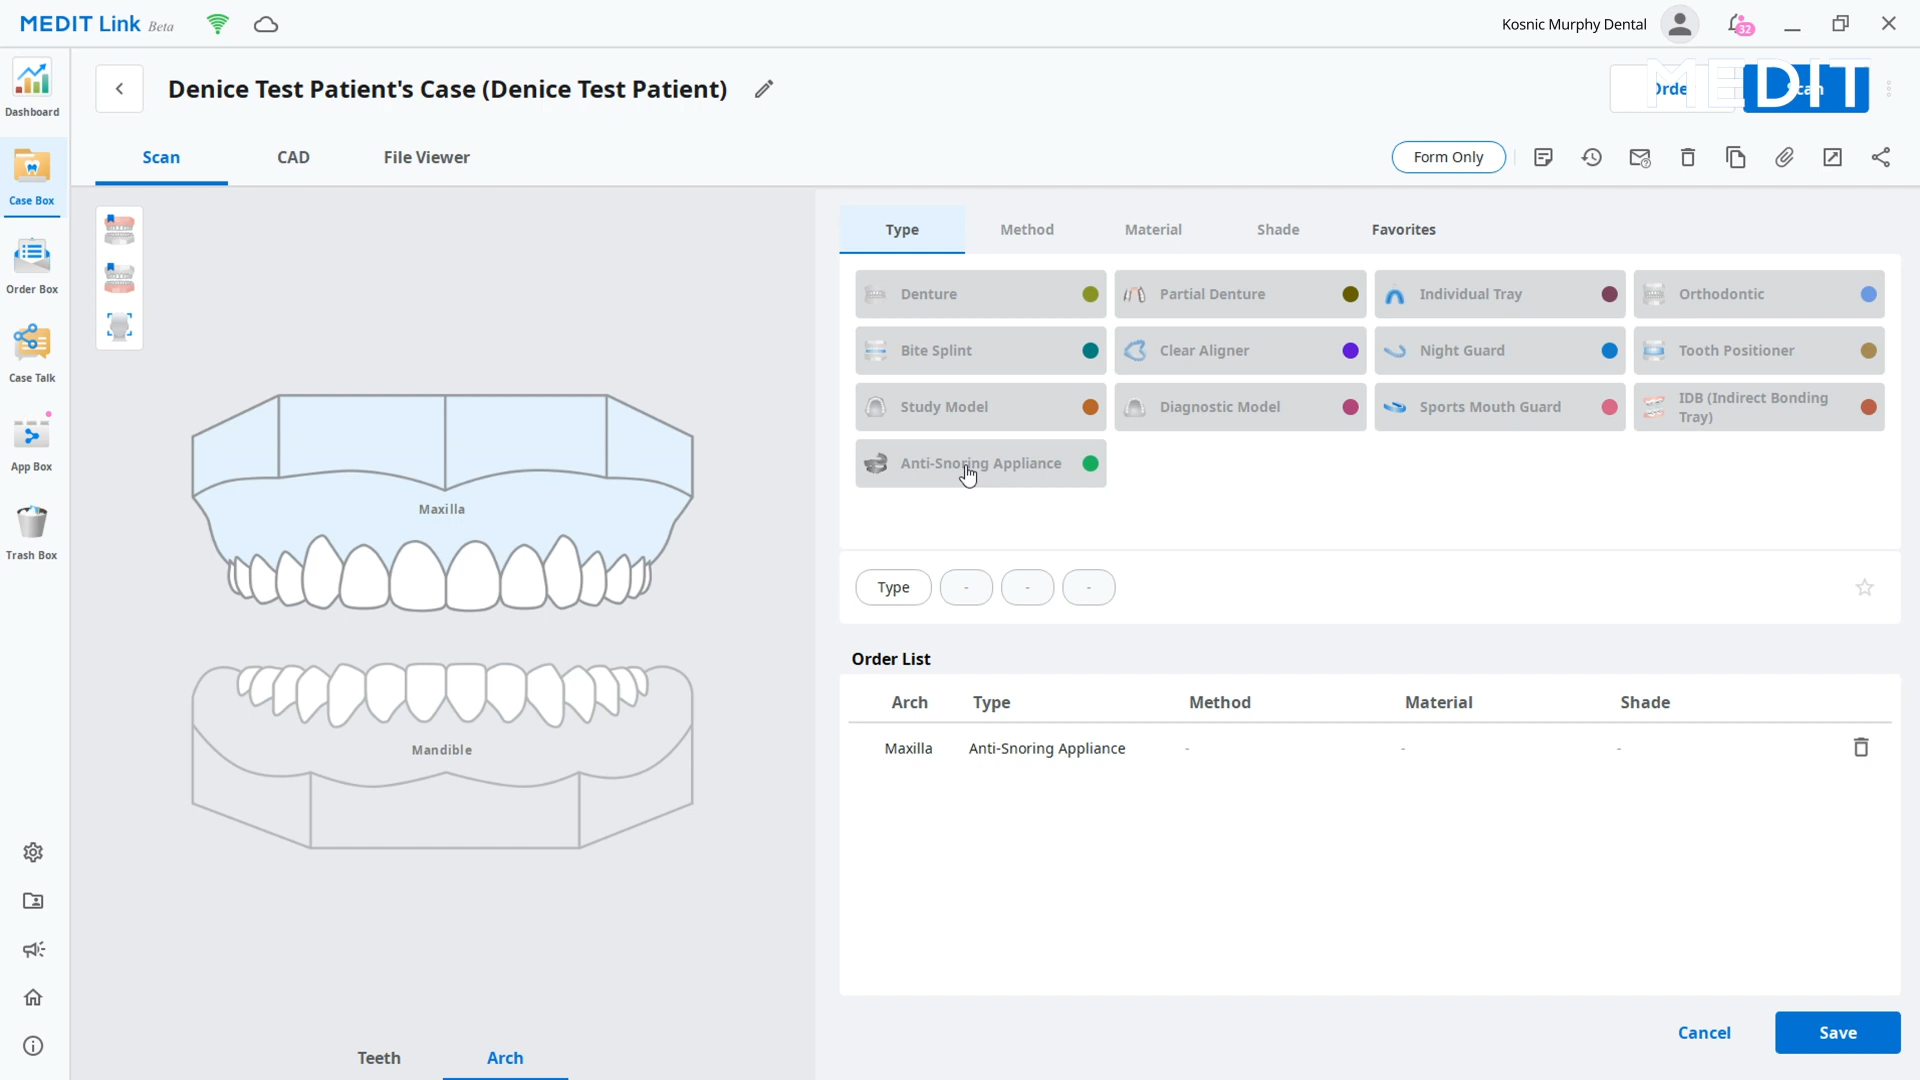 MEDIT Link Beta
Kosnic Murphy Dental
32
Dashboard
Case Box
Order Box
Case Talk
App Box
Trash Box
Denice Test Patient's Case (Denice Test Patient)
MEDIT
Scan CAD File Viewer
Form Only
Type Method Material Shade Favorites
Denture Partial Denture Individual Tray Orthodontic
Bite Splint Clear Aligner Night Guard Tooth Positioner
Study Model Diagnostic Model Sports Mouth Guard IDB (Indirect Bonding
Tray)
Anti-Snoring Appliance
Type - - -
Maxilla
Mandible
Order List
Arch Type Method Material Shade
Maxilla Anti-Snoring Appliance - - -
Teeth Arch
Cancel Save